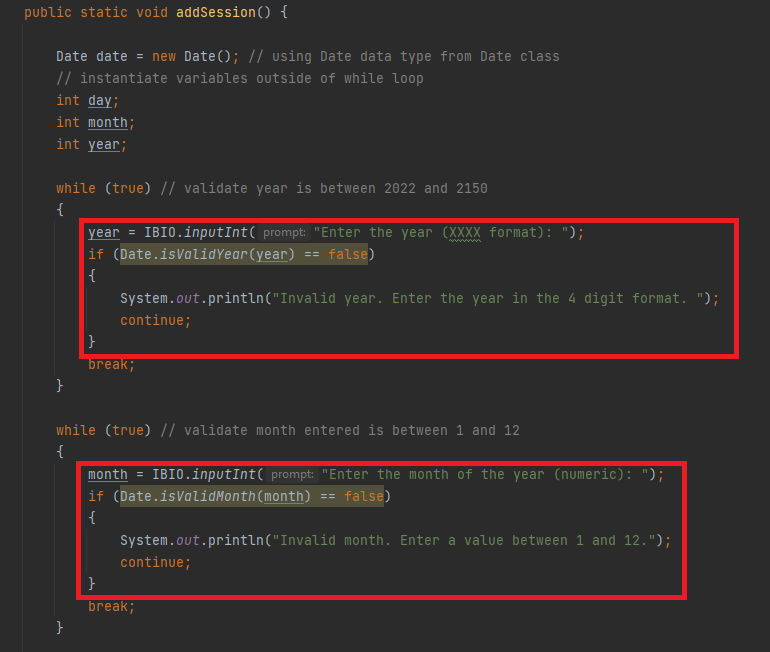 public static void addSession() {
Date date = new Date(); // using Date data type from Date class
// instantiate variables outside of while loop
int day;
int month;
int year;
while (true) // validate year is between 2022 and 2150
{
year = IBIO.inputInt( prompt: "Enter the year (XXXX format): ");
if (Date.isValidYear(year) == false)
{
System.out.println("Invalid year. Enter the year in the 4 digit format. ");
continue;
}
break;
}
while (true) // validate month entered is between 1 and 12
{
month = IBIO.inputInt( prompt: "Enter the month of the year (numeric): ");
if (Date.isValidMonth(month) == false)
{
System.out.println("Invalid month. Enter a value between 1 and 12.");
continue;
}
break;
}